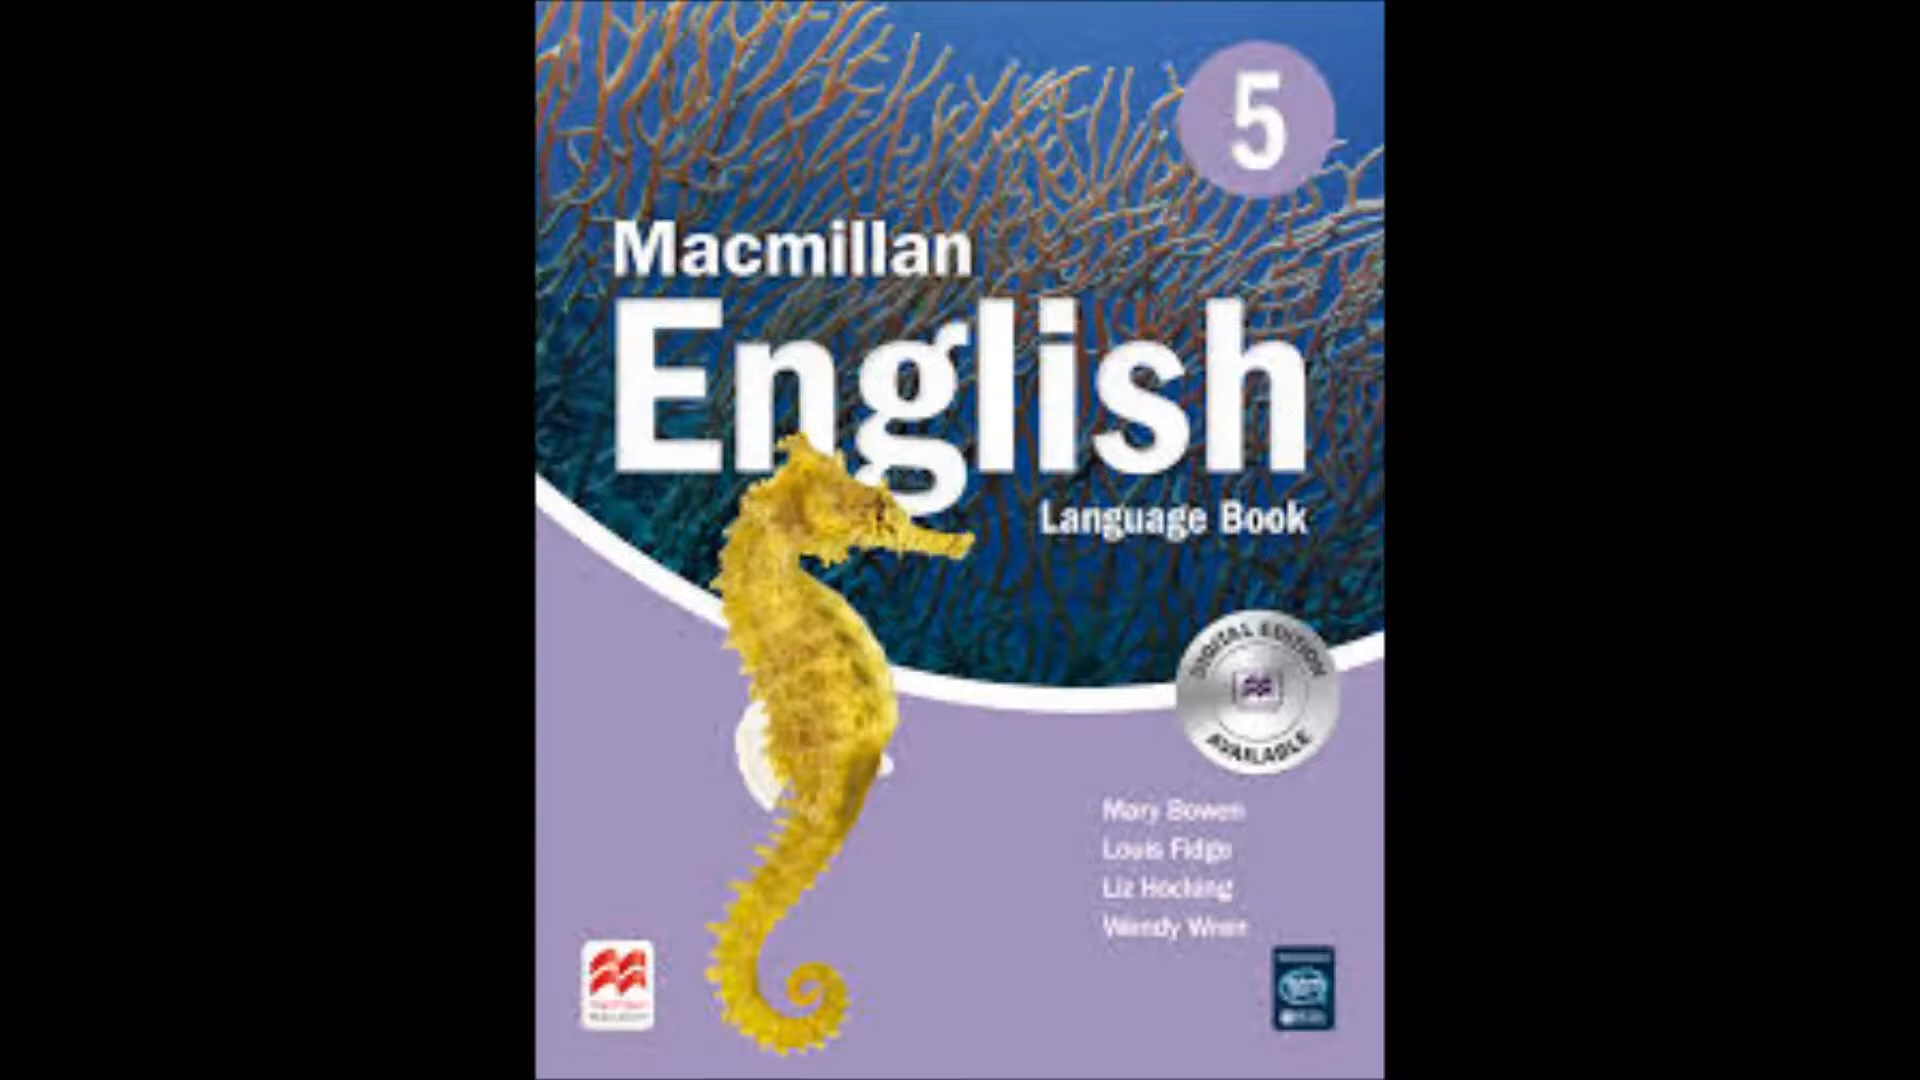 5
Macmillan
English
Language Book
DIGITAL EDITION
AVAILABLE
Mary Bowen
Louis Fidge
Liz Hocking
Wendy Wren